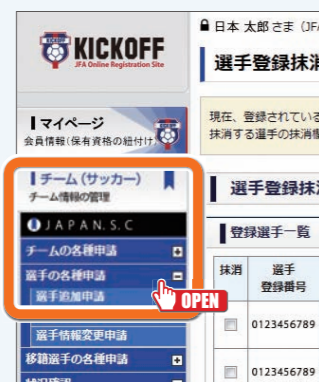 KICKOFF
JFA Online Registration Site
マイページ
会員情報(保有資格の紐付け
チーム(サッカー)
チーム情報の管理
JAPAN.S.C
チームの各種申請
選手の各種申請
選手追加申請
OPEN
選手情報変更申請
移籍選手の各種申請
日本 太郎さま (JFA
選手登録抹消
現在、登録されている
抹消する選手の抹消欄
選手登録抹消
登録選手一覧
抹消 選手
登録番号
0123456789
0123456789